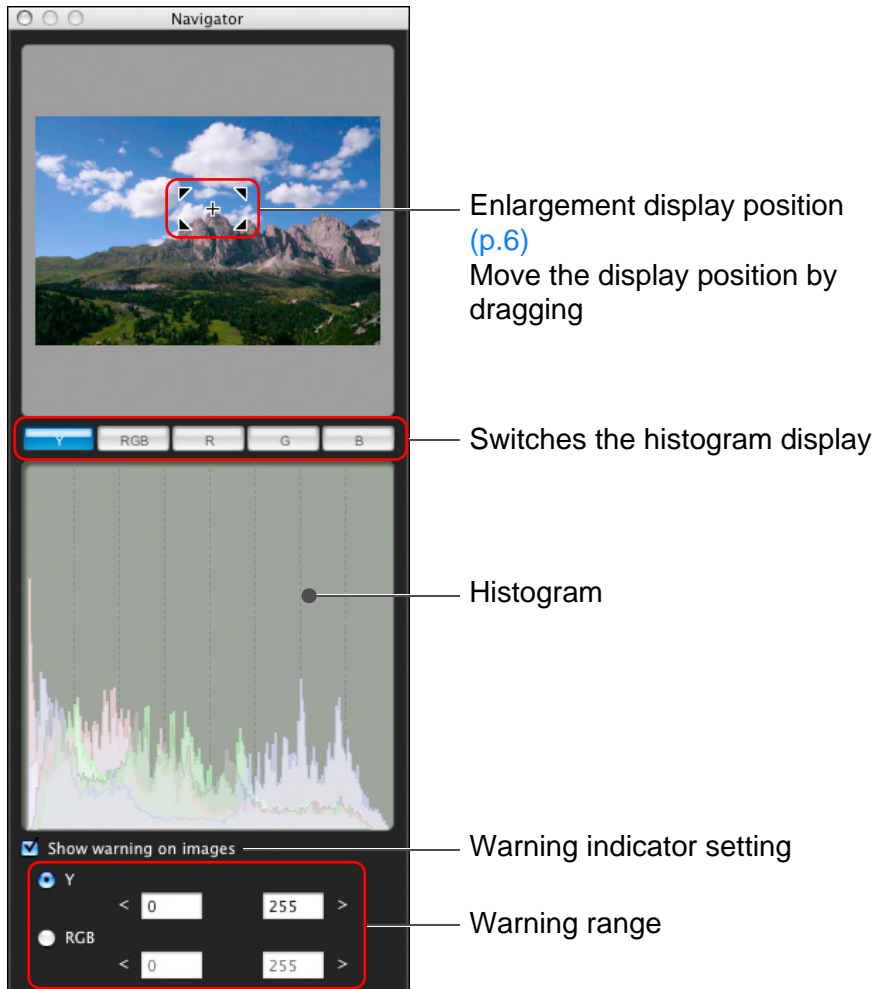 Navigator
Enlargement display position
(p.6)
Move the display position by
dragging
Y RGB R G B
Switches the histogram display
Histogram
Show warning on images
Warning indicator setting
Y
< 0 255 >
Warning range
RGB
< 0 255 >